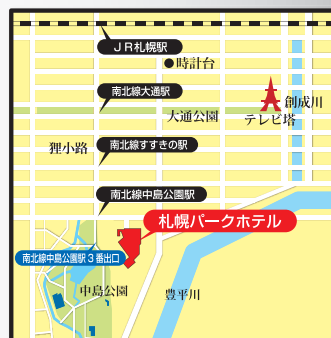 JR札幌駅
時計台
南北線大通駅
創成川
大通公園
テレビ塔
狸小路
南北線すすきの駅
南北線中島公園駅
札幌パークホテル
南北線中島公園駅3番出口
中島公園
豊平川